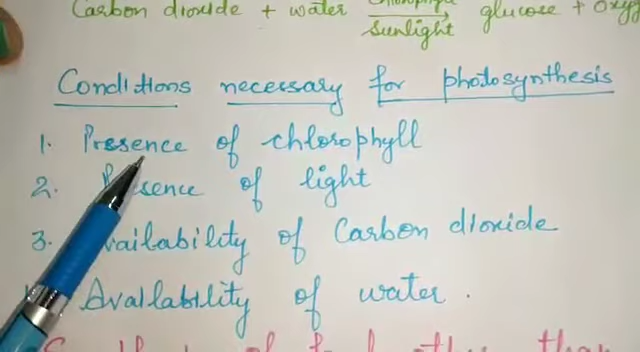 Carbon dioxide + water glucose +
sunlight
Conditions necessary for photosynthesis
1. Presence of chlorophyll
2. Presence of light
3. Availability of Carbon dioxide
Availability of water.